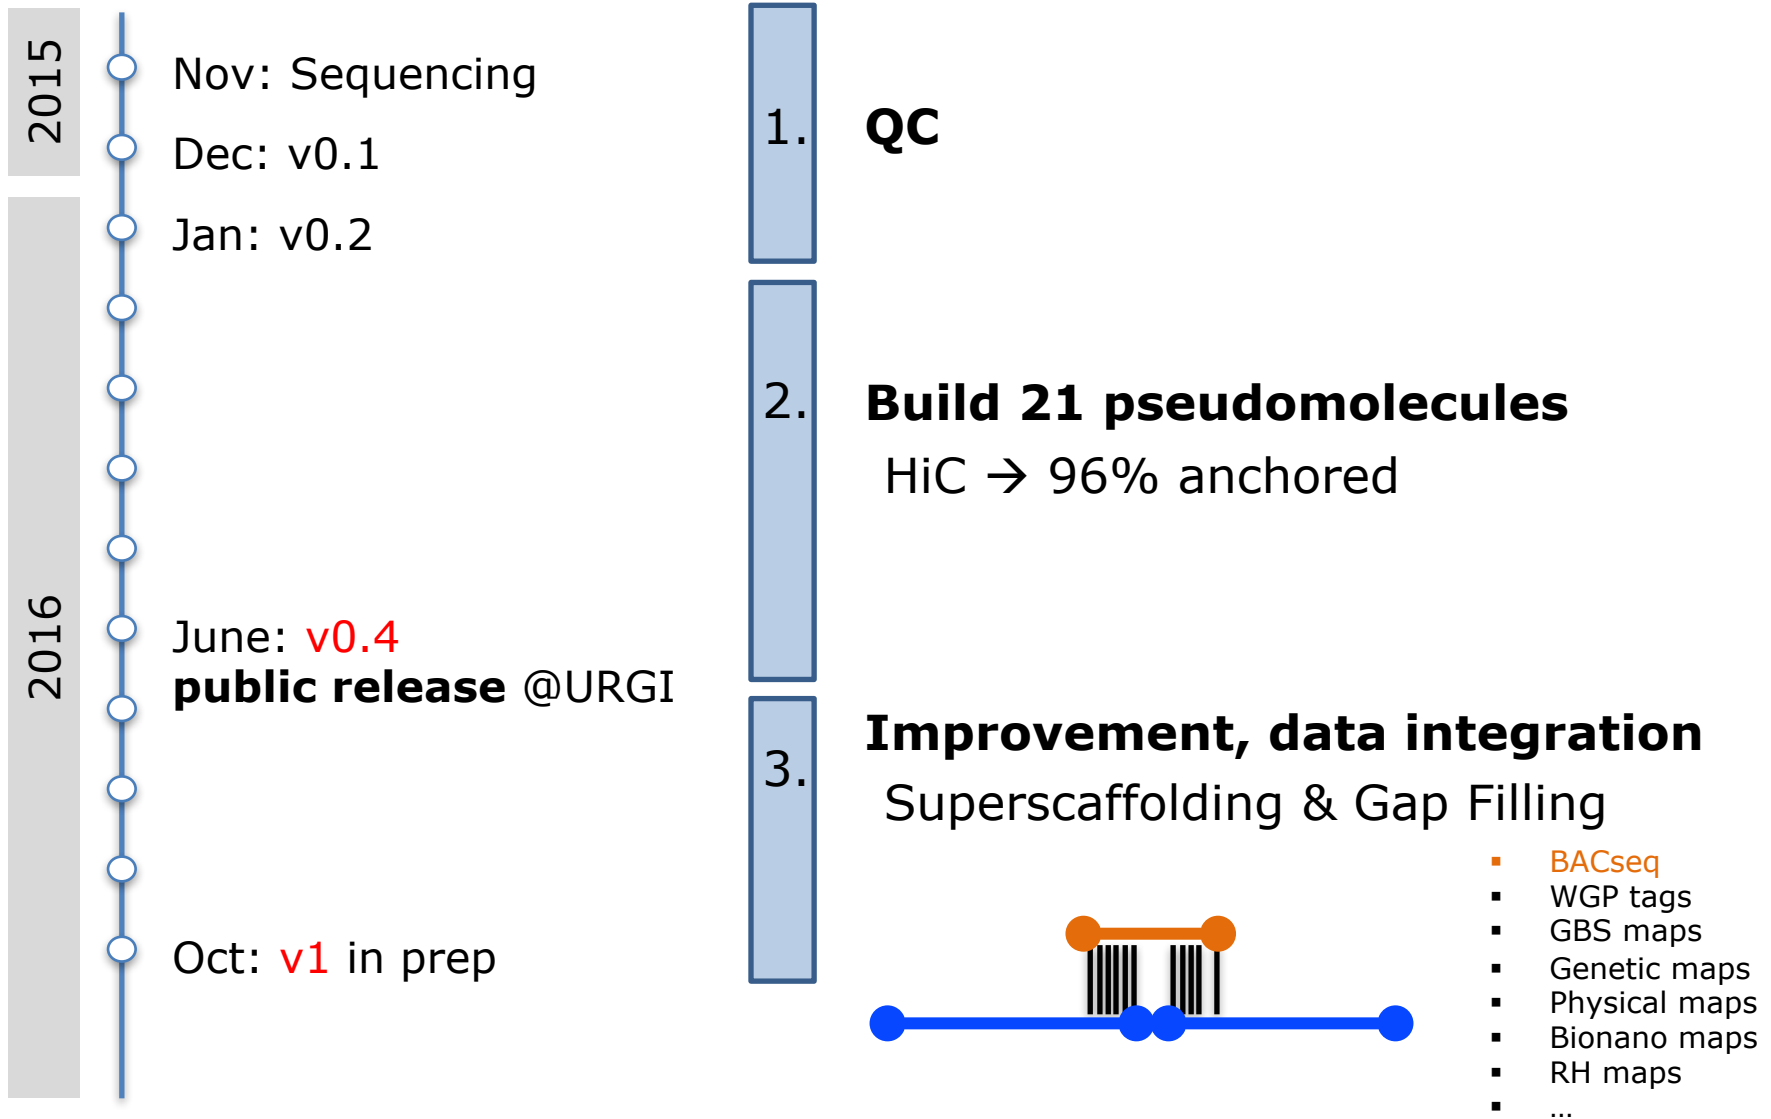 2015
Nov: Sequencing
Dec: v0.1
2016
Jan: v0.2
June: v0.4
public release @URGI
Oct: v1 in prep
1.
QC
2.
Build 21 pseudomolecules
HiC → 96% anchored
3.
Improvement, data integration
Superscaffolding & Gap Filling
▪ BACseq
▪ WGP tags
▪ GBS maps
▪ Genetic maps
▪ Physical maps
▪ Bionano maps
▪ RH maps
▪ …